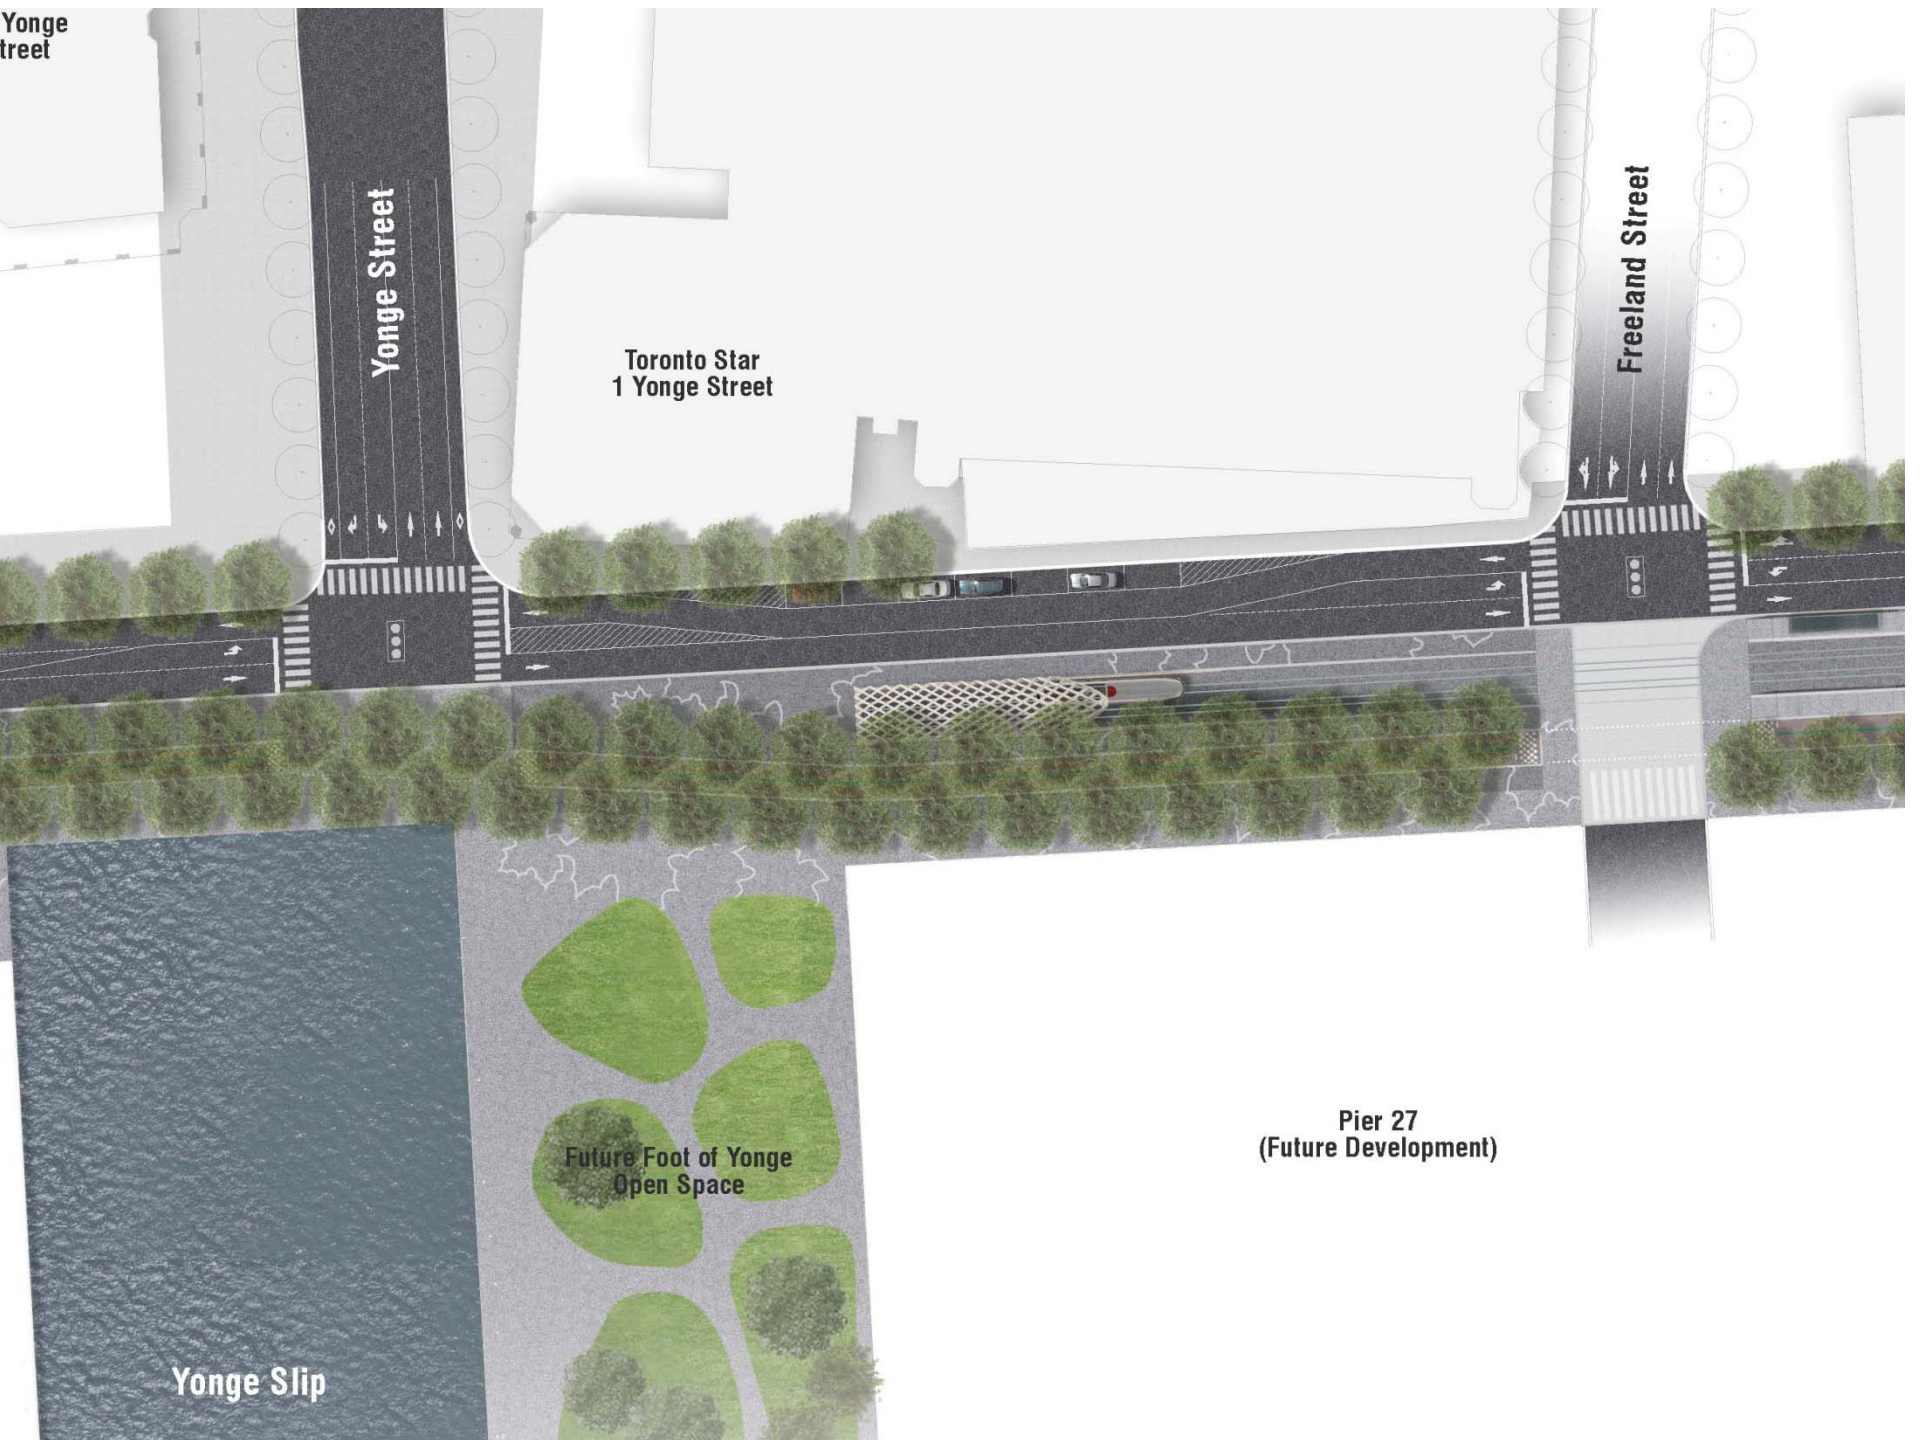 Yonge
treet
Yonge Street
Freeland Street
Toronto Star
1 Yonge Street
Pier 27
(Future Development)
Future Foot of Yonge
Open Space
Yonge Slip